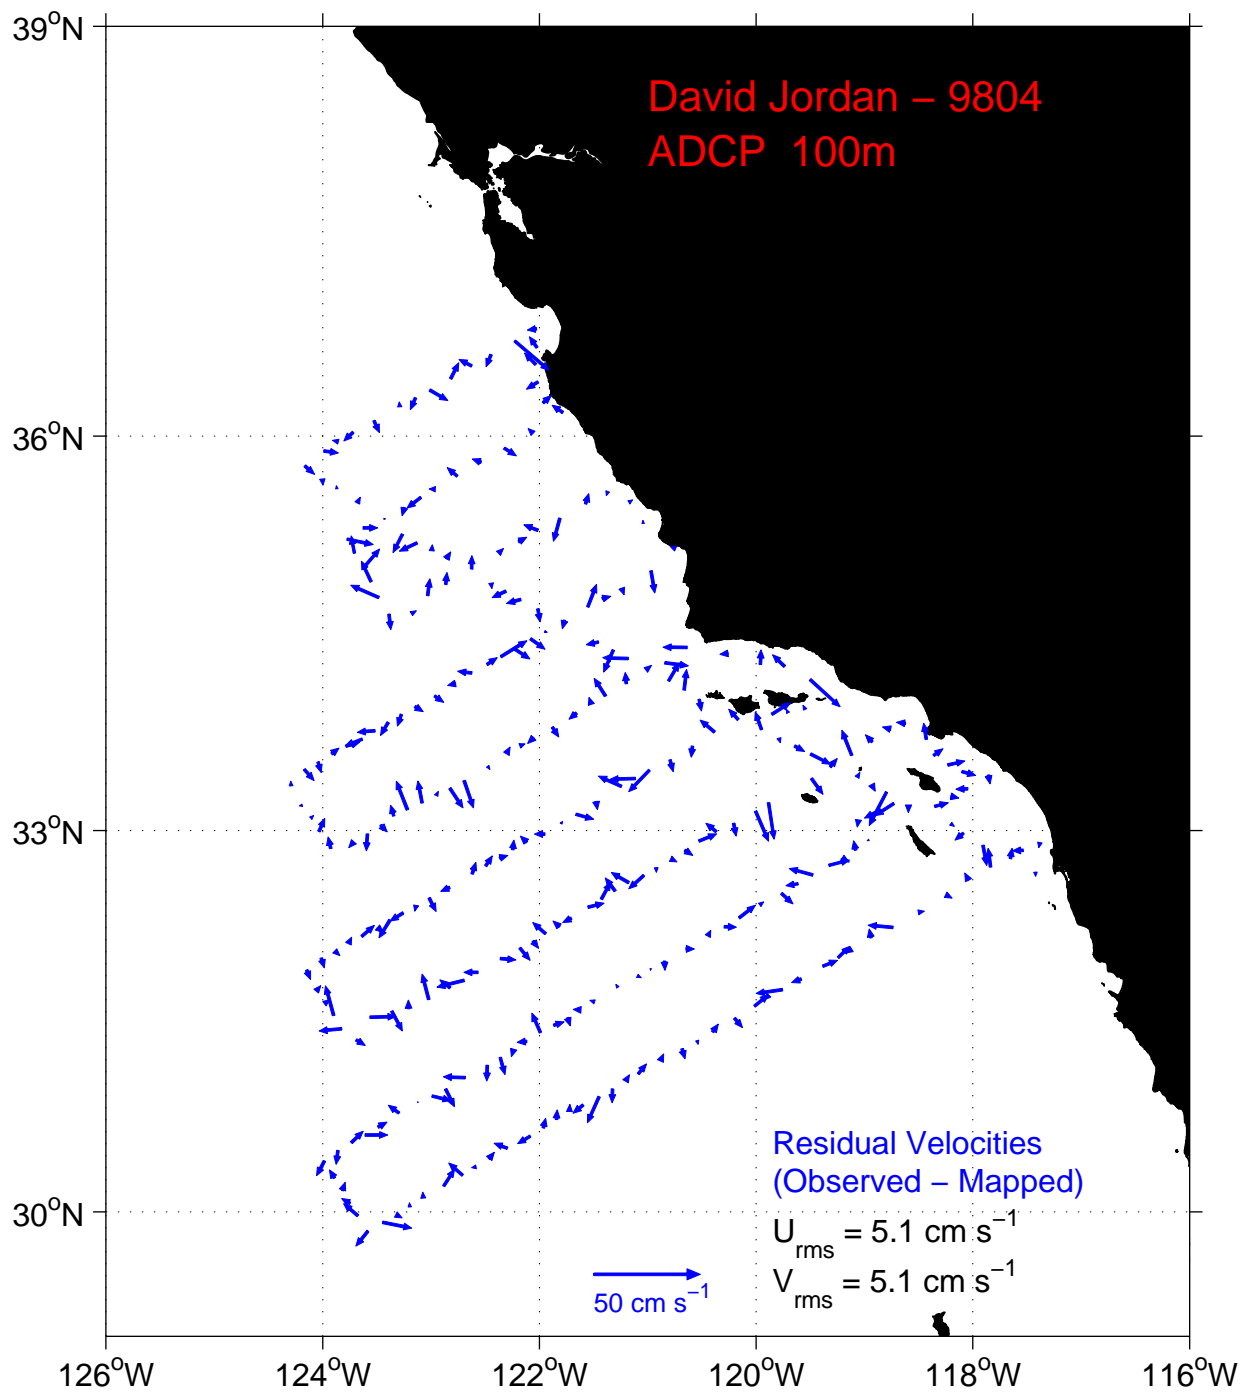 39°N
David Jordan – 9804
ADCP 100m
36°N
33°N
Residual Velocities
(Observed – Mapped)
30°N
U_rms = 5.1 cm s⁻¹
V_rms = 5.1 cm s⁻¹
50 cm s⁻¹
126°W 124°W 122°W 120°W 118°W 116°W